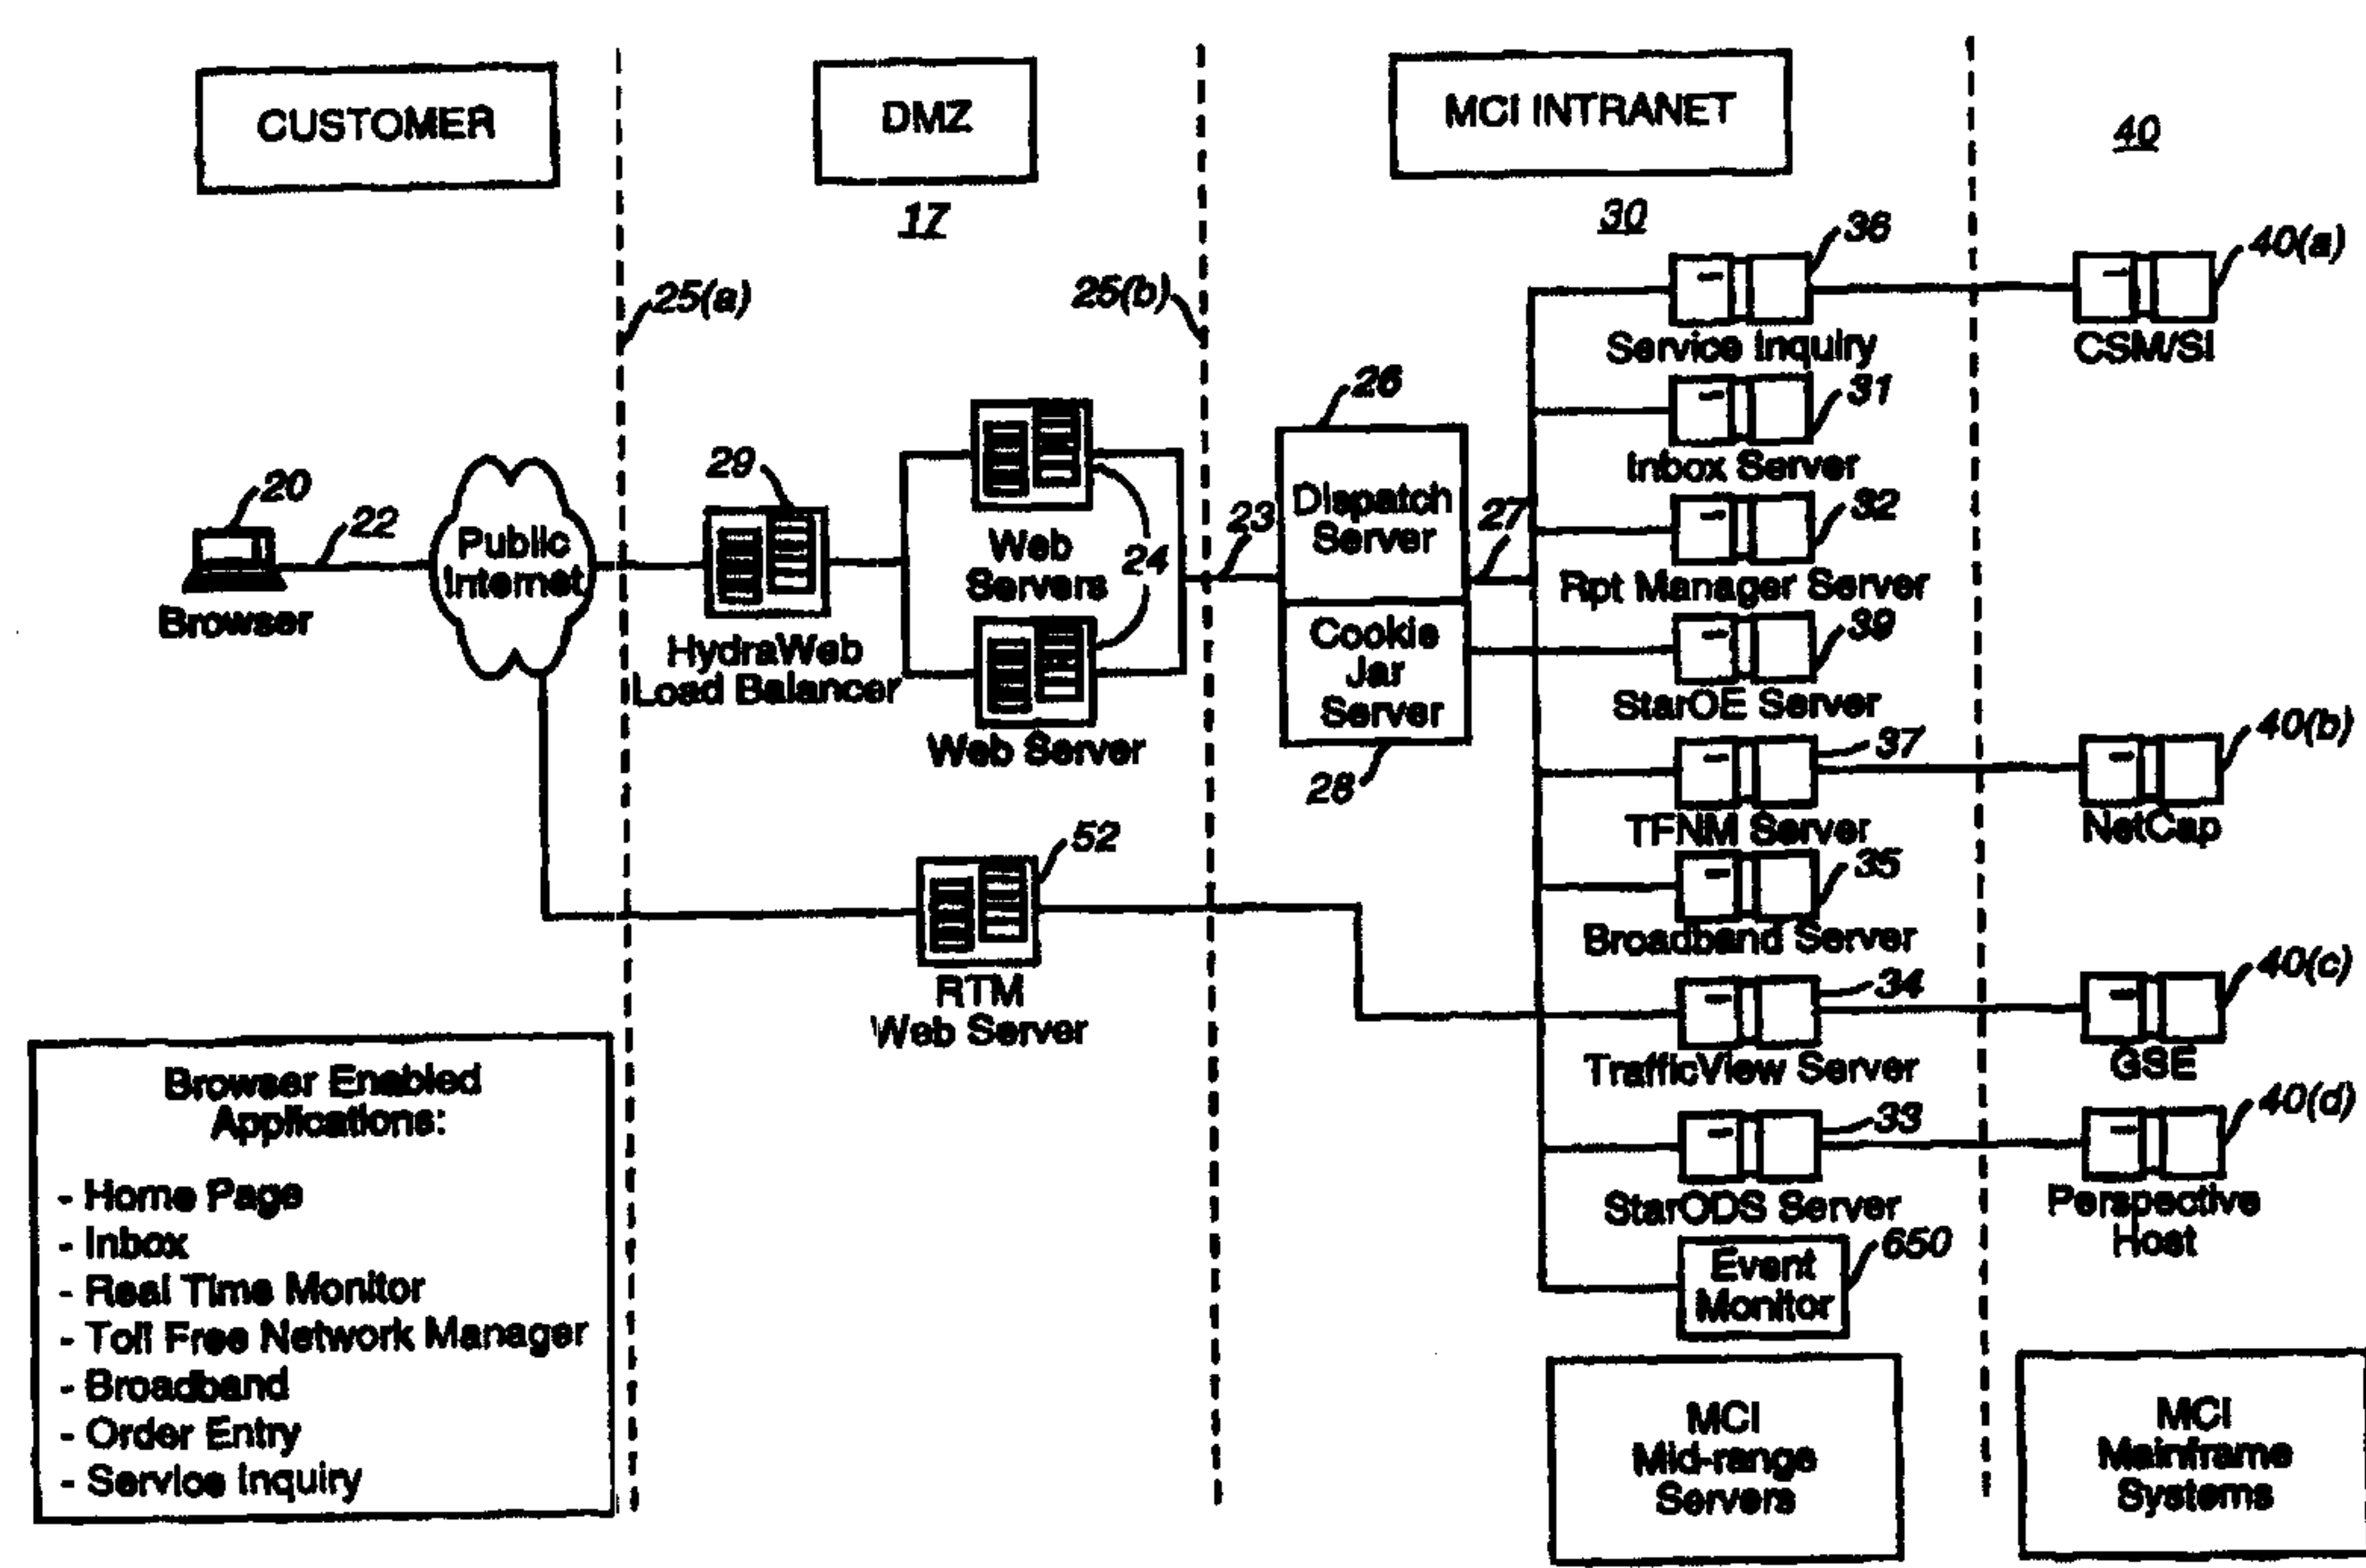 CUSTOMER
DMZ
17
MCI INTRANET
30
40
25(a)
25(b)
20
22
Browser
Public
Internet
29
HydraWeb
Load Balancer
Web
Servers
24
Web Server
52
RTM
Web Server
23
26
Dispatch
Server
27
Cookie
Jar
Server
28
36
Service Inquiry
31
Inbox Server
32
Rpt Manager Server
39
StarOE Server
37
TFNM Server
35
Broadband Server
34
TrafficView Server
33
StarODS Server
650
Event
Monitor
40(a)
CSM/SI
40(b)
NetCap
40(c)
GSE
40(d)
Perspective
Host
Browser Enabled
Applications:
- Home Page
- Inbox
- Real Time Monitor
- Toll Free Network Manager
- Broadband
- Order Entry
- Service Inquiry
MCI
Mid-range
Servers
MCI
Mainframe
Systems